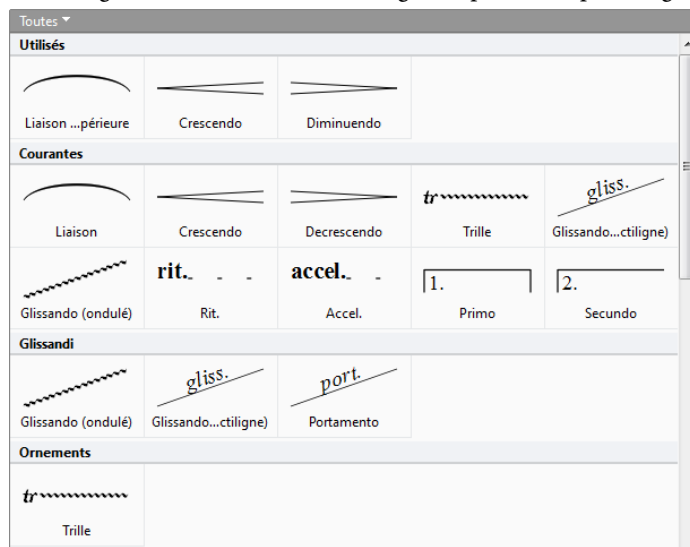 Toutes
Utilisés
Liaison ...périeure Crescendo Diminuendo
Courantes
tr gliss.
Liaison Crescendo Decrescendo Trille Glissando...ctiligne)
rit. - - accel. - - 1. 2.
Glissando (ondulé) Rit. Accel. Primo Secundo
Glissandi
gliss. port.
Glissando (ondulé) Glissando...ctiligne) Portamento
Ornements
tr
Trille